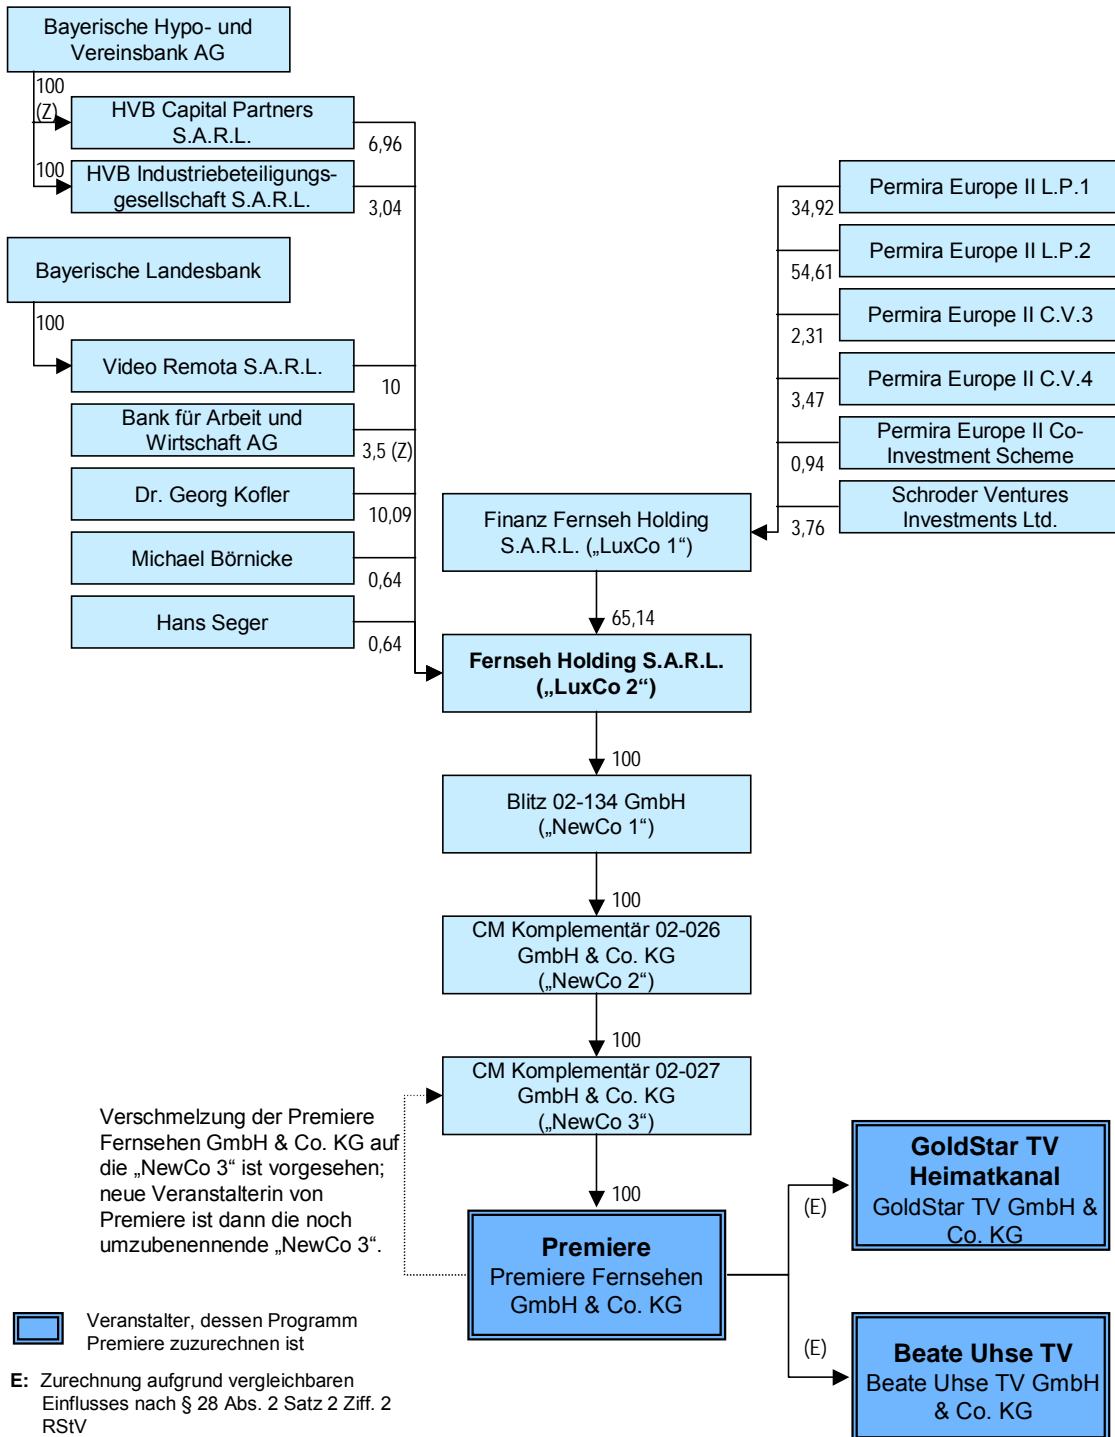 Bayerische Hypo- und
Vereinsbank AG
100
(Z)
HVB Capital Partners
S.A.R.L.
6,96
100
HVB Industriebeteiligungs-
gesellschaft S.A.R.L.
3,04
Bayerische Landesbank
100
Video Remota S.A.R.L.
10
Bank für Arbeit und
Wirtschaft AG
3,5 (Z)
Dr. Georg Kofler
10,09
Michael Börnicke
0,64
Hans Seger
0,64
Permira Europe II L.P.1
34,92
Permira Europe II L.P.2
54,61
Permira Europe II C.V.3
2,31
Permira Europe II C.V.4
3,47
Permira Europe II Co-
Investment Scheme
0,94
Schroder Ventures
Investments Ltd.
3,76
Finanz Fernseh Holding
S.A.R.L. („LuxCo 1“)
65,14
Fernseh Holding S.A.R.L.
(„LuxCo 2“)
100
Blitz 02-134 GmbH
(„NewCo 1“)
100
CM Komplementär 02-026
GmbH & Co. KG
(„NewCo 2“)
100
CM Komplementär 02-027
GmbH & Co. KG
(„NewCo 3“)
100
Verschmelzung der Premiere
Fernsehen GmbH & Co. KG auf
die „NewCo 3“ ist vorgesehen;
neue Veranstalterin von
Premiere ist dann die noch
umzubenennende „NewCo 3“.
Premiere
Premiere Fernsehen
GmbH & Co. KG
(E)
GoldStar TV
Heimatkanal
GoldStar TV GmbH &
Co. KG
(E)
Beate Uhse TV
Beate Uhse TV GmbH
& Co. KG
Veranstalter, dessen Programm
Premiere zuzurechnen ist
E: Zurechnung aufgrund vergleichbaren
Einflusses nach § 28 Abs. 2 Satz 2 Ziff. 2
RStV